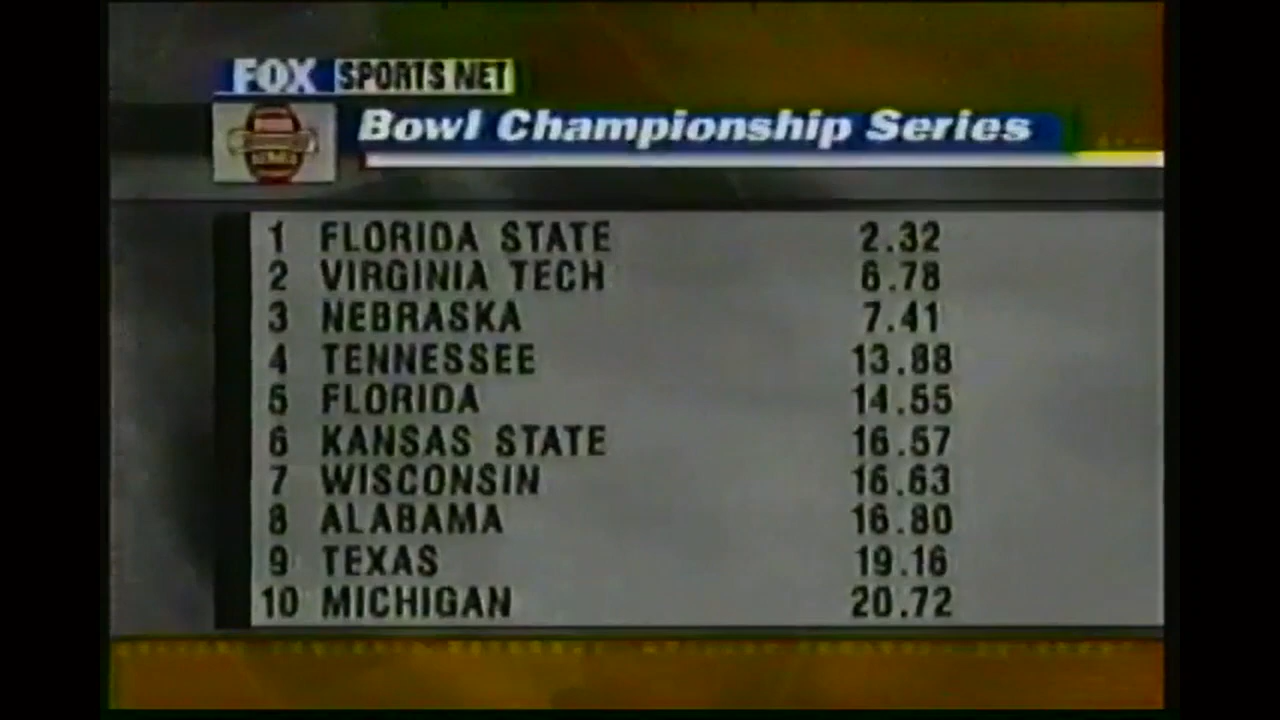 FOX SPORTS NET
Bowl Championship Series
1 FLORIDA STATE 2.32
2 VIRGINIA TECH 6.78
3 NEBRASKA 7.41
4 TENNESSEE 13.88
5 FLORIDA 14.55
6 KANSAS STATE 16.57
7 WISCONSIN 16.63
8 ALABAMA 16.80
9 TEXAS 19.16
10 MICHIGAN 20.72